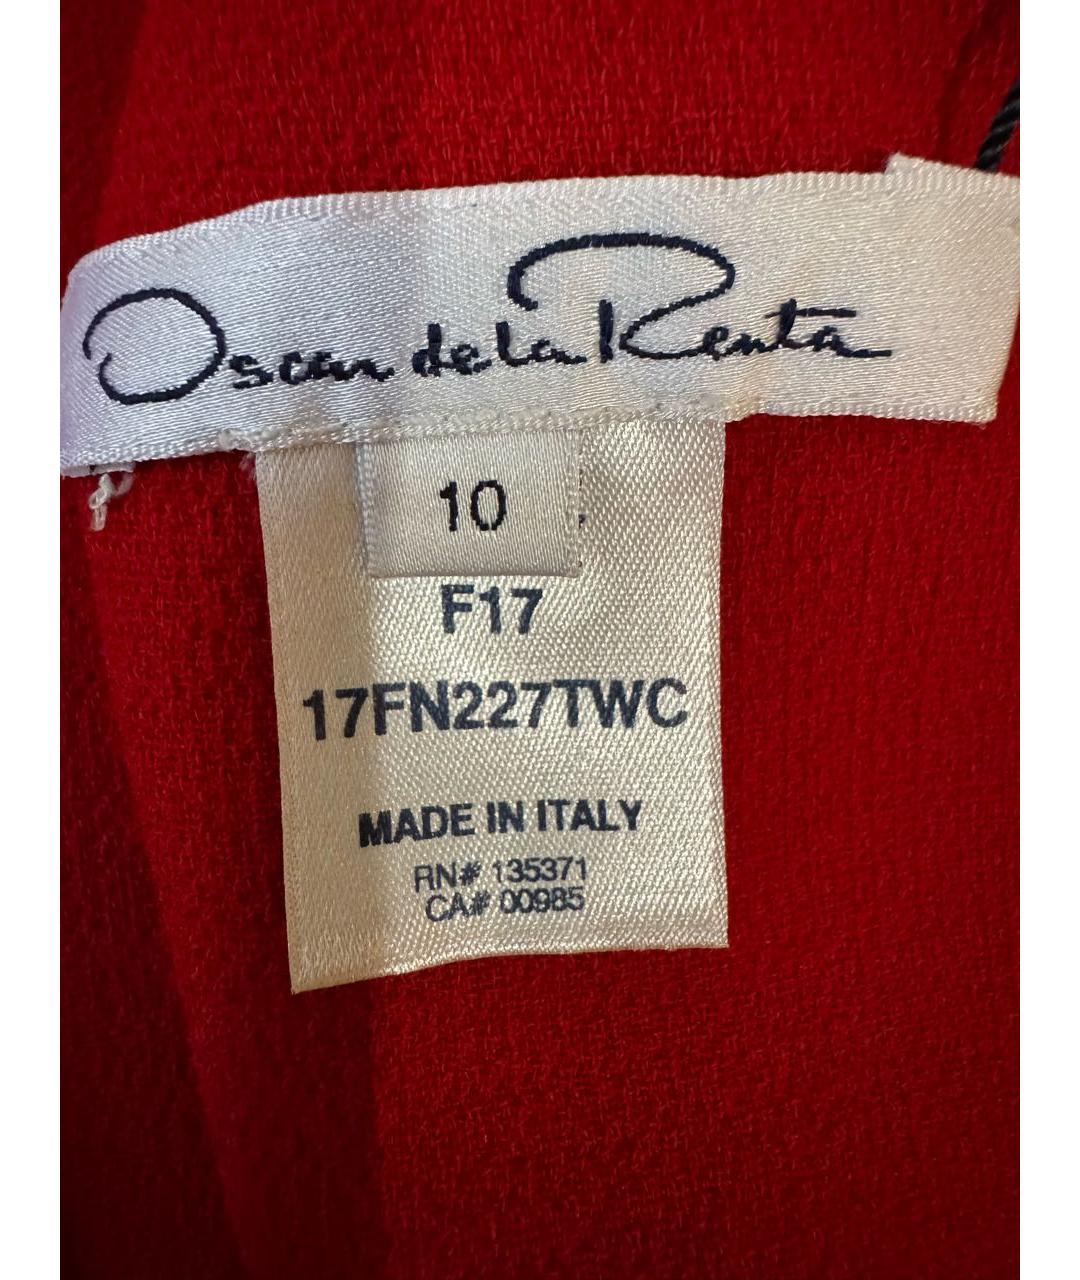 Oscar de la Renta
10
F17
17FN227TWC
MADE IN ITALY
RN# 135371
CA# 00985